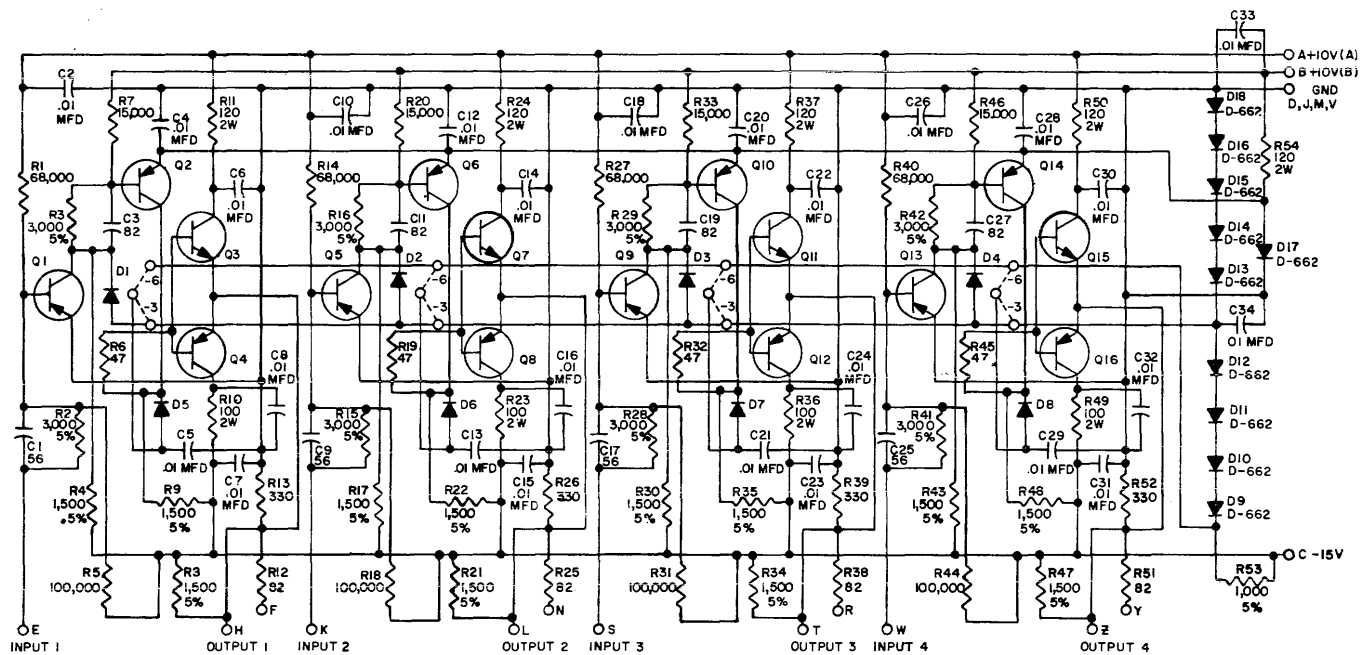 C33
.01 MFD
A+10V(A)
B+10V(B)
GND
D,J,M,V
C2
.01
MFD
R7
15,000
C4
.01
MFD
R11
120
2W
C10
.01 MFD
R20
15,000
C12
.01
MFD
R24
120
2W
C18
.01 MFD
R33
15,000
C20
.01
MFD
R37
120
2W
C26
.01 MFD
R46
15,000
C28
.01
MFD
R50
120
2W
D18
D-662
D16
D-662
R54
120
2W
D15
D-662
D14
D-662
D17
D-662
D13
D-662
C34
.01 MFD
D12
D-662
D11
D-662
D10
D-662
D9
D-662
R1
68,000
Q2
C6
.01
MFD
R3
3,000
5%
C3
82
Q1
D1
Q3
-6
-3
R6
47
Q4
C8
.01
MFD
R2
3,000
5%
D5
R10
100
2W
C1
56
C5
.01 MFD
R4
1,500
5%
R9
1,500
5%
C7
.01
MFD
R13
330
R5
100,000
R3
1,500
5%
R12
82
F
E
INPUT 1
H
OUTPUT 1
R14
68,000
Q6
C14
.01
MFD
R16
3,000
5%
C11
82
Q5
D2
Q7
-6
-3
R19
47
Q8
C16
.01
MFD
R15
3,000
5%
D6
R23
100
2W
C9
56
C13
.01 MFD
R17
1,500
5%
R22
1,500
5%
C15
.01
MFD
R26
330
R18
100,000
R21
1,500
5%
R25
82
N
K
INPUT 2
L
OUTPUT 2
R27
68,000
Q10
C22
.01
MFD
R29
3,000
5%
C19
82
Q9
D3
Q11
-6
-3
R32
47
Q12
C24
.01
MFD
R28
3,000
5%
D7
R36
100
2W
C17
56
C21
.01 MFD
R30
1,500
5%
R35
1,500
5%
C23
.01
MFD
R39
330
R31
100,000
R34
1,500
5%
R38
82
R
S
INPUT 3
T
OUTPUT 3
R40
68,000
Q14
C30
.01
MFD
R42
3,000
5%
C27
82
Q13
D4
Q15
-6
-3
R45
47
Q16
C32
.01
MFD
R41
3,000
5%
D8
R49
100
2W
C25
56
C29
.01 MFD
R43
1,500
5%
R48
1,500
5%
C31
.01
MFD
R52
330
R44
100,000
R47
1,500
5%
R51
82
Y
W
INPUT 4
Z
OUTPUT 4
C -15V
R53
1,000
5%